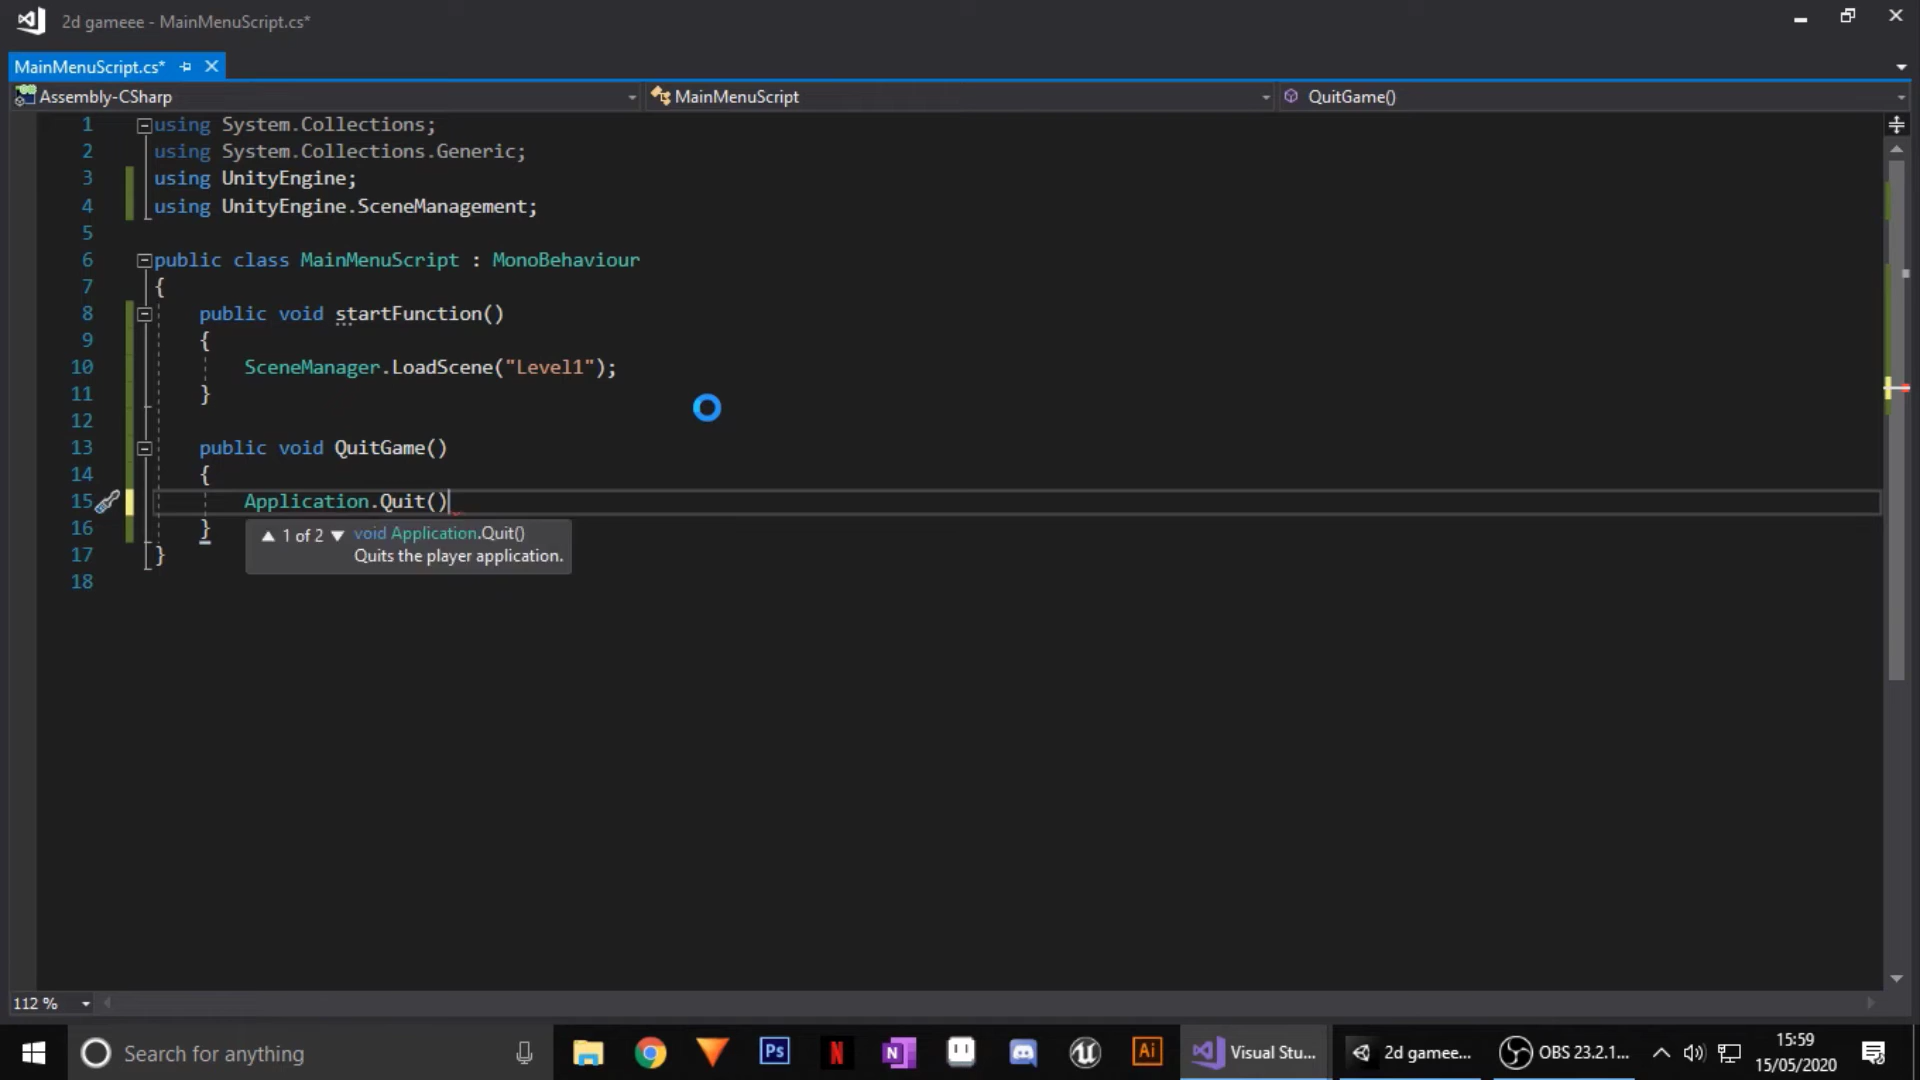 2d gameee - MainMenuScript.cs*
MainMenuScript.cs*
Assembly-CSharp
MainMenuScript
QuitGame()
1 using System.Collections;
2 using System.Collections.Generic;
3 using UnityEngine;
4 using UnityEngine.SceneManagement;
5
6 public class MainMenuScript : MonoBehaviour
7 {
8 public void startFunction()
9 {
10 SceneManager.LoadScene("Level1");
11 }
12
13 public void QuitGame()
14 {
15 Application.Quit()
16 }
▲ 1 of 2 ▼ void Application.Quit()
Quits the player application.
17 }
18
112 %
Search for anything
Ps
N
N
Ai
Visual Stu...
2d gamee...
OBS 23.2.1...
15:59
15/05/2020